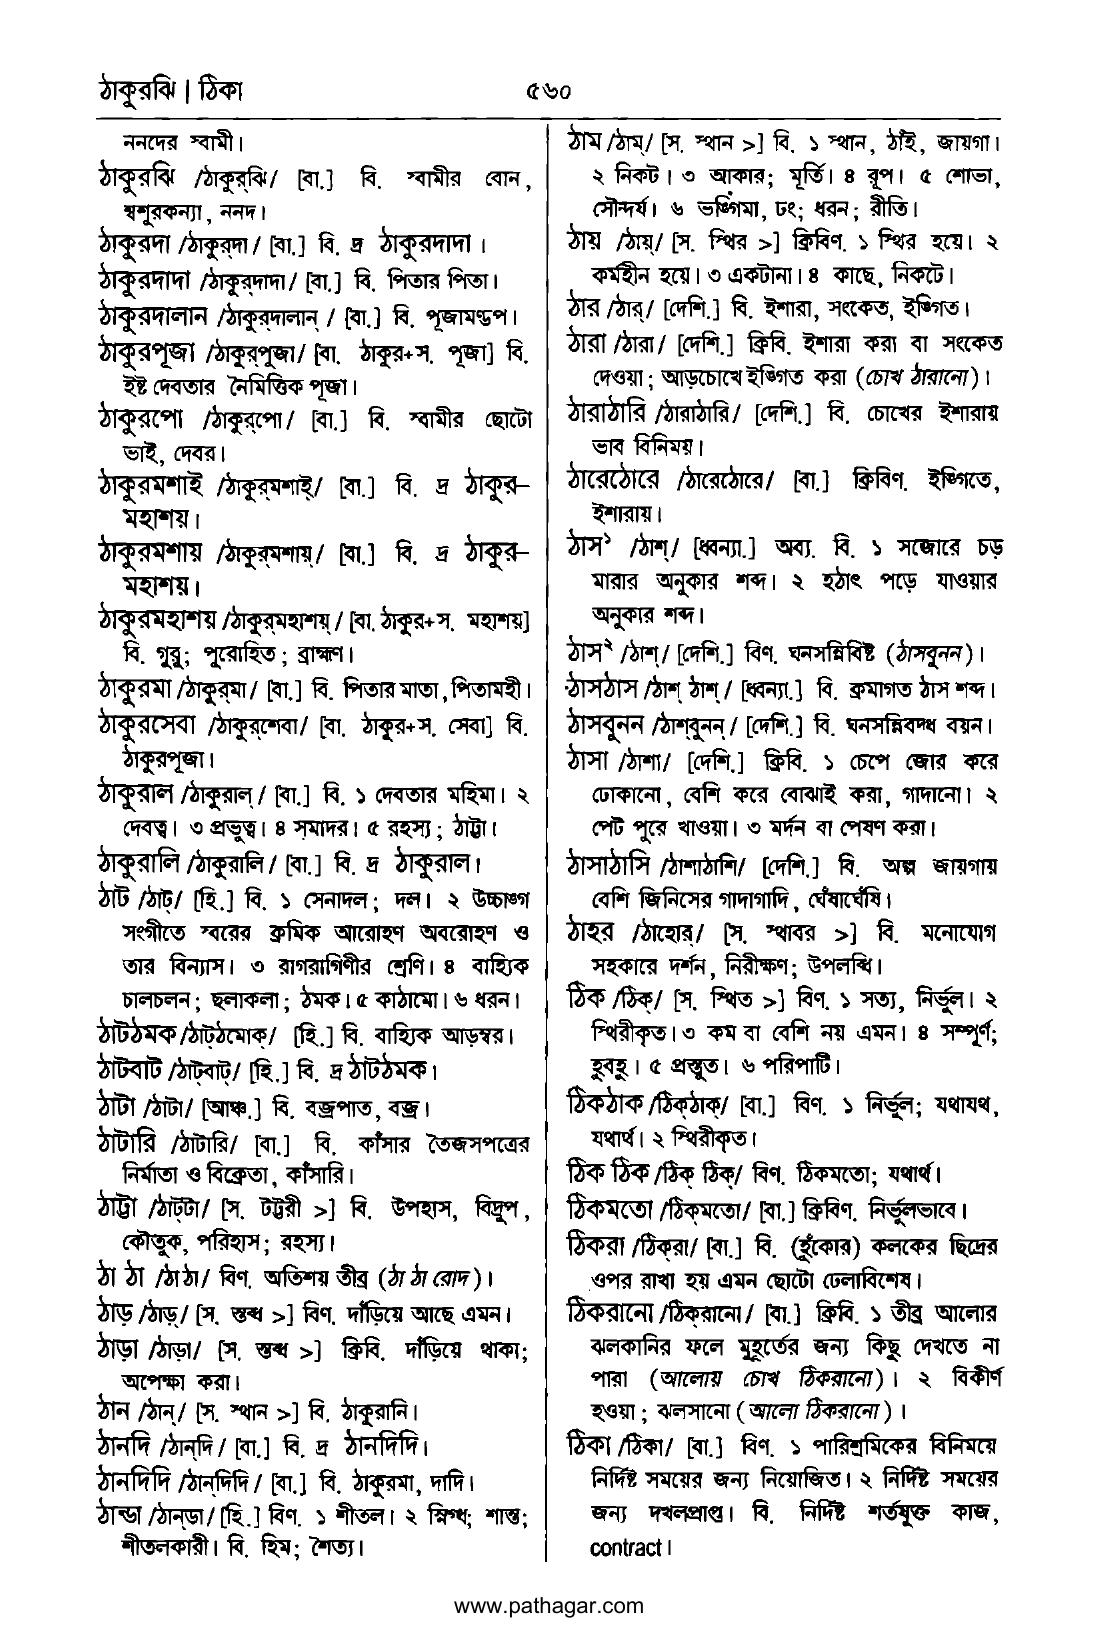 ঠাকুরঝি | ঠিকা
৫৬০
ননদের স্বামী।
ঠাকুরঝি /ঠাকুর্‌ঝি/ [বা.] বি. স্বামীর বোন,
শ্বশুরকন্যা, ননদ।
ঠাকুরদা /ঠাকুর্‌দা/ [বা.] বি. দ্র ঠাকুরদাদা।
ঠাকুরদাদা /ঠাকুর্‌দাদা/ [বা.] বি. পিতার পিতা।
ঠাকুরদালান /ঠাকুর্‌দালান্‌ / [বা.] বি. পূজামণ্ডপ।
ঠাকুরপূজা /ঠাকুর্‌পুজা/ [বা. ঠাকুর+স. পূজা] বি.
ইষ্ট দেবতার নৈমিত্তিক পূজা।
ঠাকুরপো /ঠাকুর্‌পো/ [বা.] বি. স্বামীর ছোটো
ভাই, দেবর।
ঠাকুরমশাই /ঠাকুর্‌মশাই্‌/ [বা.] বি. দ্র ঠাকুর–
মহাশয়।
ঠাকুরমশায় /ঠাকুর্‌মশায়্‌/ [বা.] বি. দ্র ঠাকুর–
মহাশয়।
ঠাকুরমহাশয় /ঠাকুর্‌মহাশয়্‌ / [বা. ঠাকুর+স. মহাশয়]
বি. গুরু; পুরোহিত; ব্রাহ্মণ।
ঠাকুরমা /ঠাকুর্‌মা/ [বা.] বি. পিতার মাতা, পিতামহী।
ঠাকুরসেবা /ঠাকুর্‌শেবা/ [বা. ঠাকুর+স. সেবা] বি.
ঠাকুরপূজা।
ঠাকুরাল /ঠাকুরাল্‌/ [বা.] বি. ১ দেবতার মহিমা। ২
দেবত্ব। ৩ প্রভুত্ব। ৪ সমাদর। ৫ রহস্য; ঠাট্টা।
ঠাকুরালি /ঠাকুরালি/ [বা.] বি. দ্র ঠাকুরাল।
ঠাট /ঠাট্‌/ [হি.] বি. ১ সেনাদল; দল। ২ উচ্চাঙ্গ
সংগীতে স্বরের ক্রমিক আরোহণ অবরোহণ ও
তার বিন্যাস। ৩ রাগরাগিণীর শ্রেণি। ৪ বাহ্যিক
চালচলন; ছলাকলা; ঠমক। ৫ কাঠামো। ৬ ধরন।
ঠাটঠমক /ঠাট্‌ঠমোক্‌/ [হি.] বি. বাহ্যিক আড়ম্বর।
ঠাটবাট /ঠাট্‌বাট্‌/ [হি.] বি. দ্র ঠাটঠমক।
ঠাটা /ঠাটা/ [আঞ্চ.] বি. বজ্রপাত, বজ্র।
ঠাটারি /ঠাটারি/ [বা.] বি. কাঁসার তৈজসপত্রের
নির্মাতা ও বিক্রেতা, কাঁসারি।
ঠাট্টা /ঠাট্‌টা/ [স. টট্টরী >] বি. উপহাস, বিদ্রূপ,
কৌতুক, পরিহাস; রহস্য।
ঠা ঠা /ঠা ঠা/ বিণ. অতিশয় তীব্র (ঠা ঠা রোদ)।
ঠাড় /ঠাড়্‌/ [স. স্তব্ধ >] বিণ. দাঁড়িয়ে আছে এমন।
ঠাড়া /ঠাড়া/ [স. স্তব্ধ >] ক্রিবি. দাঁড়িয়ে থাকা;
অপেক্ষা করা।
ঠান /ঠান্‌/ [স. স্থান >] বি. ঠাকুরানি।
ঠানদি /ঠান্‌দি / [বা.] বি. দ্র ঠানদিদি।
ঠানদিদি /ঠান্‌দিদি / [বা.] বি. ঠাকুরমা, দাদি।
ঠান্ডা /ঠান্‌ডা/ [হি.] বিণ. ১ শীতল। ২ স্নিগ্ধ; শান্ত;
শীতলকারী। বি. হিম; শৈত্য।
ঠাম /ঠাম্‌/ [স. স্থান >] বি. ১ স্থান, ঠাঁই, জায়গা।
২ নিকট। ৩ আকার; মূর্তি। ৪ রূপ। ৫ শোভা,
সৌন্দর্য। ৬ ভঙ্গিমা, ঢং; ধরন; রীতি।
ঠায় /ঠায়্‌/ [স. স্থির >] ক্রিবিণ. ১ স্থির হয়ে। ২
কর্মহীন হয়ে। ৩ একটানা। ৪ কাছে, নিকটে।
ঠার /ঠার্‌/ [দেশি.] বি. ইশারা, সংকেত, ইঙ্গিত।
ঠারা /ঠারা/ [দেশি.] ক্রিবি. ইশারা করা বা সংকেত
দেওয়া; আড়চোখে ইঙ্গিত করা (চোখ ঠারানো)।
ঠারাঠারি /ঠারাঠারি/ [দেশি.] বি. চোখের ইশারায়
ভাব বিনিময়।
ঠারেঠোরে /ঠারেঠোরে/ [বা.] ক্রিবিণ. ইঙ্গিতে,
ইশারায়।
ঠাস¹ /ঠাশ্‌/ [ধ্বন্যা.] অব্য. বি. ১ সজোরে চড়
মারার অনুকার শব্দ। ২ হঠাৎ পড়ে যাওয়ার
অনুকার শব্দ।
ঠাস² /ঠাশ্‌/ [দেশি.] বিণ. ঘনসন্নিবিষ্ট (ঠাসবুনন)।
ঠাসঠাস /ঠাশ্‌ ঠাশ্‌ / [ধ্বন্যা.] বি. ক্রমাগত ঠাস শব্দ।
ঠাসবুনন /ঠাশ্‌বুনন্‌ / [দেশি.] বি. ঘনসন্নিবদ্ধ বয়ন।
ঠাসা /ঠাশা/ [দেশি.] ক্রিবি. ১ চেপে জোর করে
ঢোকানো, বেশি করে বোঝাই করা, গাদানো। ২
পেট পুরে খাওয়া। ৩ মর্দন বা পেষণ করা।
ঠাসাঠাসি /ঠাশাঠাশি/ [দেশি.] বি. অল্প জায়গায়
বেশি জিনিসের গাদাগাদি, ঘেঁষাঘেঁষি।
ঠাহর /ঠাহোর্‌/ [স. স্থাবর >] বি. মনোযোগ
সহকারে দর্শন, নিরীক্ষণ; উপলব্ধি।
ঠিক /ঠিক্‌/ [স. স্থিত >] বিণ. ১ সত্য, নির্ভুল। ২
স্থিরীকৃত। ৩ কম বা বেশি নয় এমন। ৪ সম্পূর্ণ;
হুবহু। ৫ প্রস্তুত। ৬ পরিপাটি।
ঠিকঠাক /ঠিক্‌ঠাক্‌/ [বা.] বিণ. ১ নির্ভুল; যথাযথ,
যথার্থ। ২ স্থিরীকৃত।
ঠিক ঠিক /ঠিক্‌ ঠিক্‌/ বিণ. ঠিকমতো; যথার্থ।
ঠিকমতো /ঠিক্‌মতো/ [বা.] ক্রিবিণ. নির্ভুলভাবে।
ঠিকরা /ঠিক্‌রা/ [বা.] বি. (হুঁকোর) কলকের ছিদ্রের
ওপর রাখা হয় এমন ছোটো ঢেলাবিশেষ।
ঠিকরানো /ঠিক্‌রানো/ [বা.] ক্রিবি. ১ তীব্র আলোর
ঝলকানির ফলে মুহূর্তের জন্য কিছু দেখতে না
পারা (আলোয় চোখ ঠিকরানো)। ২ বিকীর্ণ
হওয়া; ঝলসানো (আলো ঠিকরানো)।
ঠিকা /ঠিকা/ [বা.] বিণ. ১ পারিশ্রমিকের বিনিময়ে
নির্দিষ্ট সময়ের জন্য নিয়োজিত। ২ নির্দিষ্ট সময়ের
জন্য দখলপ্রাপ্ত। বি. নির্দিষ্ট শর্তযুক্ত কাজ,
contract।
www.pathagar.com